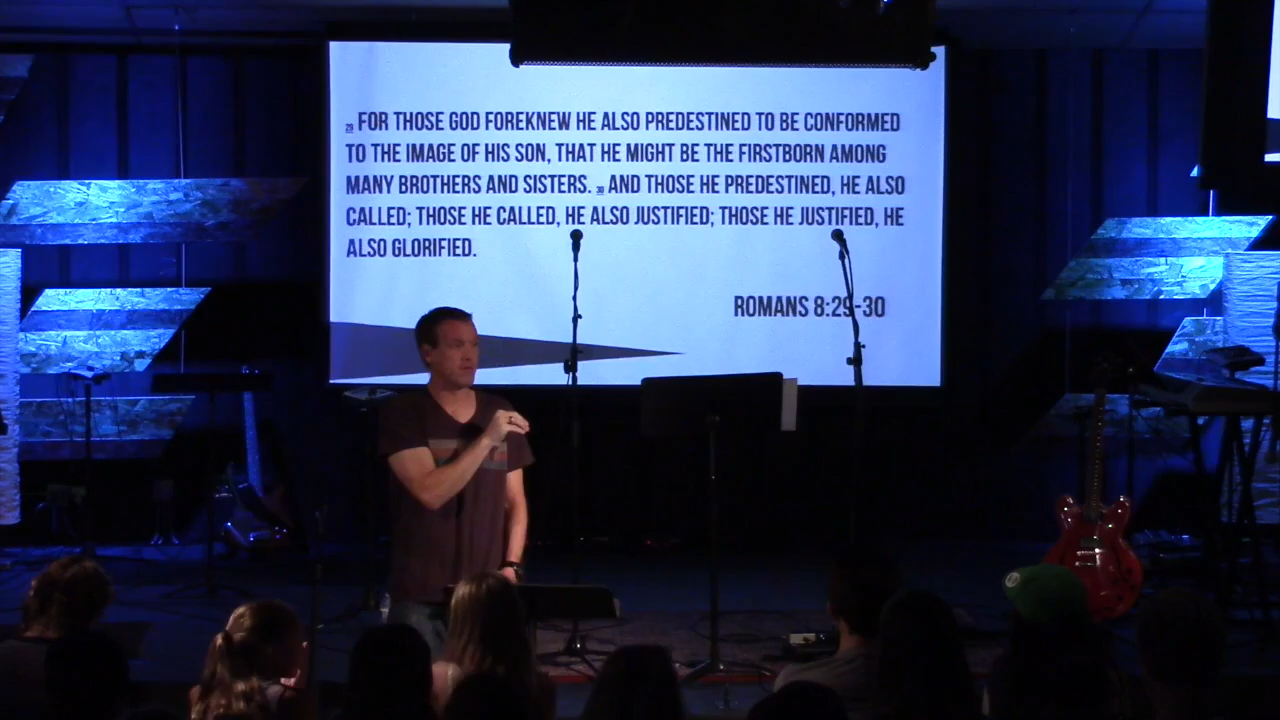 29 FOR THOSE GOD FOREKNEW HE ALSO PREDESTINED TO BE CONFORMED
TO THE IMAGE OF HIS SON, THAT HE MIGHT BE THE FIRSTBORN AMONG
MANY BROTHERS AND SISTERS. 30 AND THOSE HE PREDESTINED, HE ALSO
CALLED; THOSE HE CALLED, HE ALSO JUSTIFIED; THOSE HE JUSTIFIED, HE
ALSO GLORIFIED.
ROMANS 8:29-30